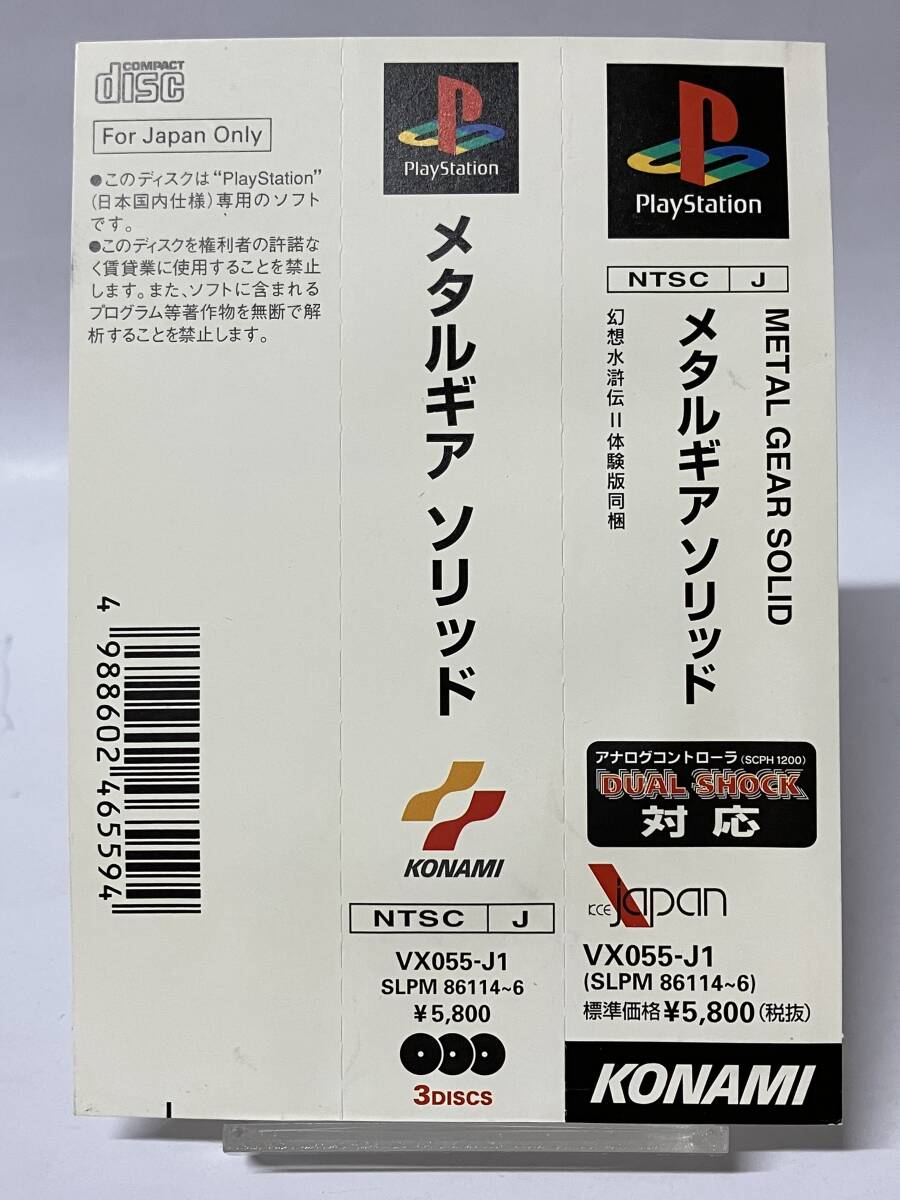 COMPACT
disc
For Japan Only
●このディスクは“PlayStation”
(日本国内仕様)専用のソフト
です。
●このディスクを権利者の許諾な
く賃貸業に使用することを禁止
します。また、ソフトに含まれる
プログラム等著作物を無断で解
析することを禁止します。
4 988602 465594
PlayStation
メタルギア ソリッド
KONAMI
NTSC J
VX055-J1
SLPM 86114~6
¥5,800
3DISCS
PlayStation
NTSC J
METAL GEAR SOLID
メタルギア ソリッド
幻想水滸伝II体験版同梱
アナログコントローラ(SCPH1200)
DUAL SHOCK
対応
KCE japan
VX055-J1
(SLPM 86114~6)
標準価格¥5,800(税抜)
KONAMI